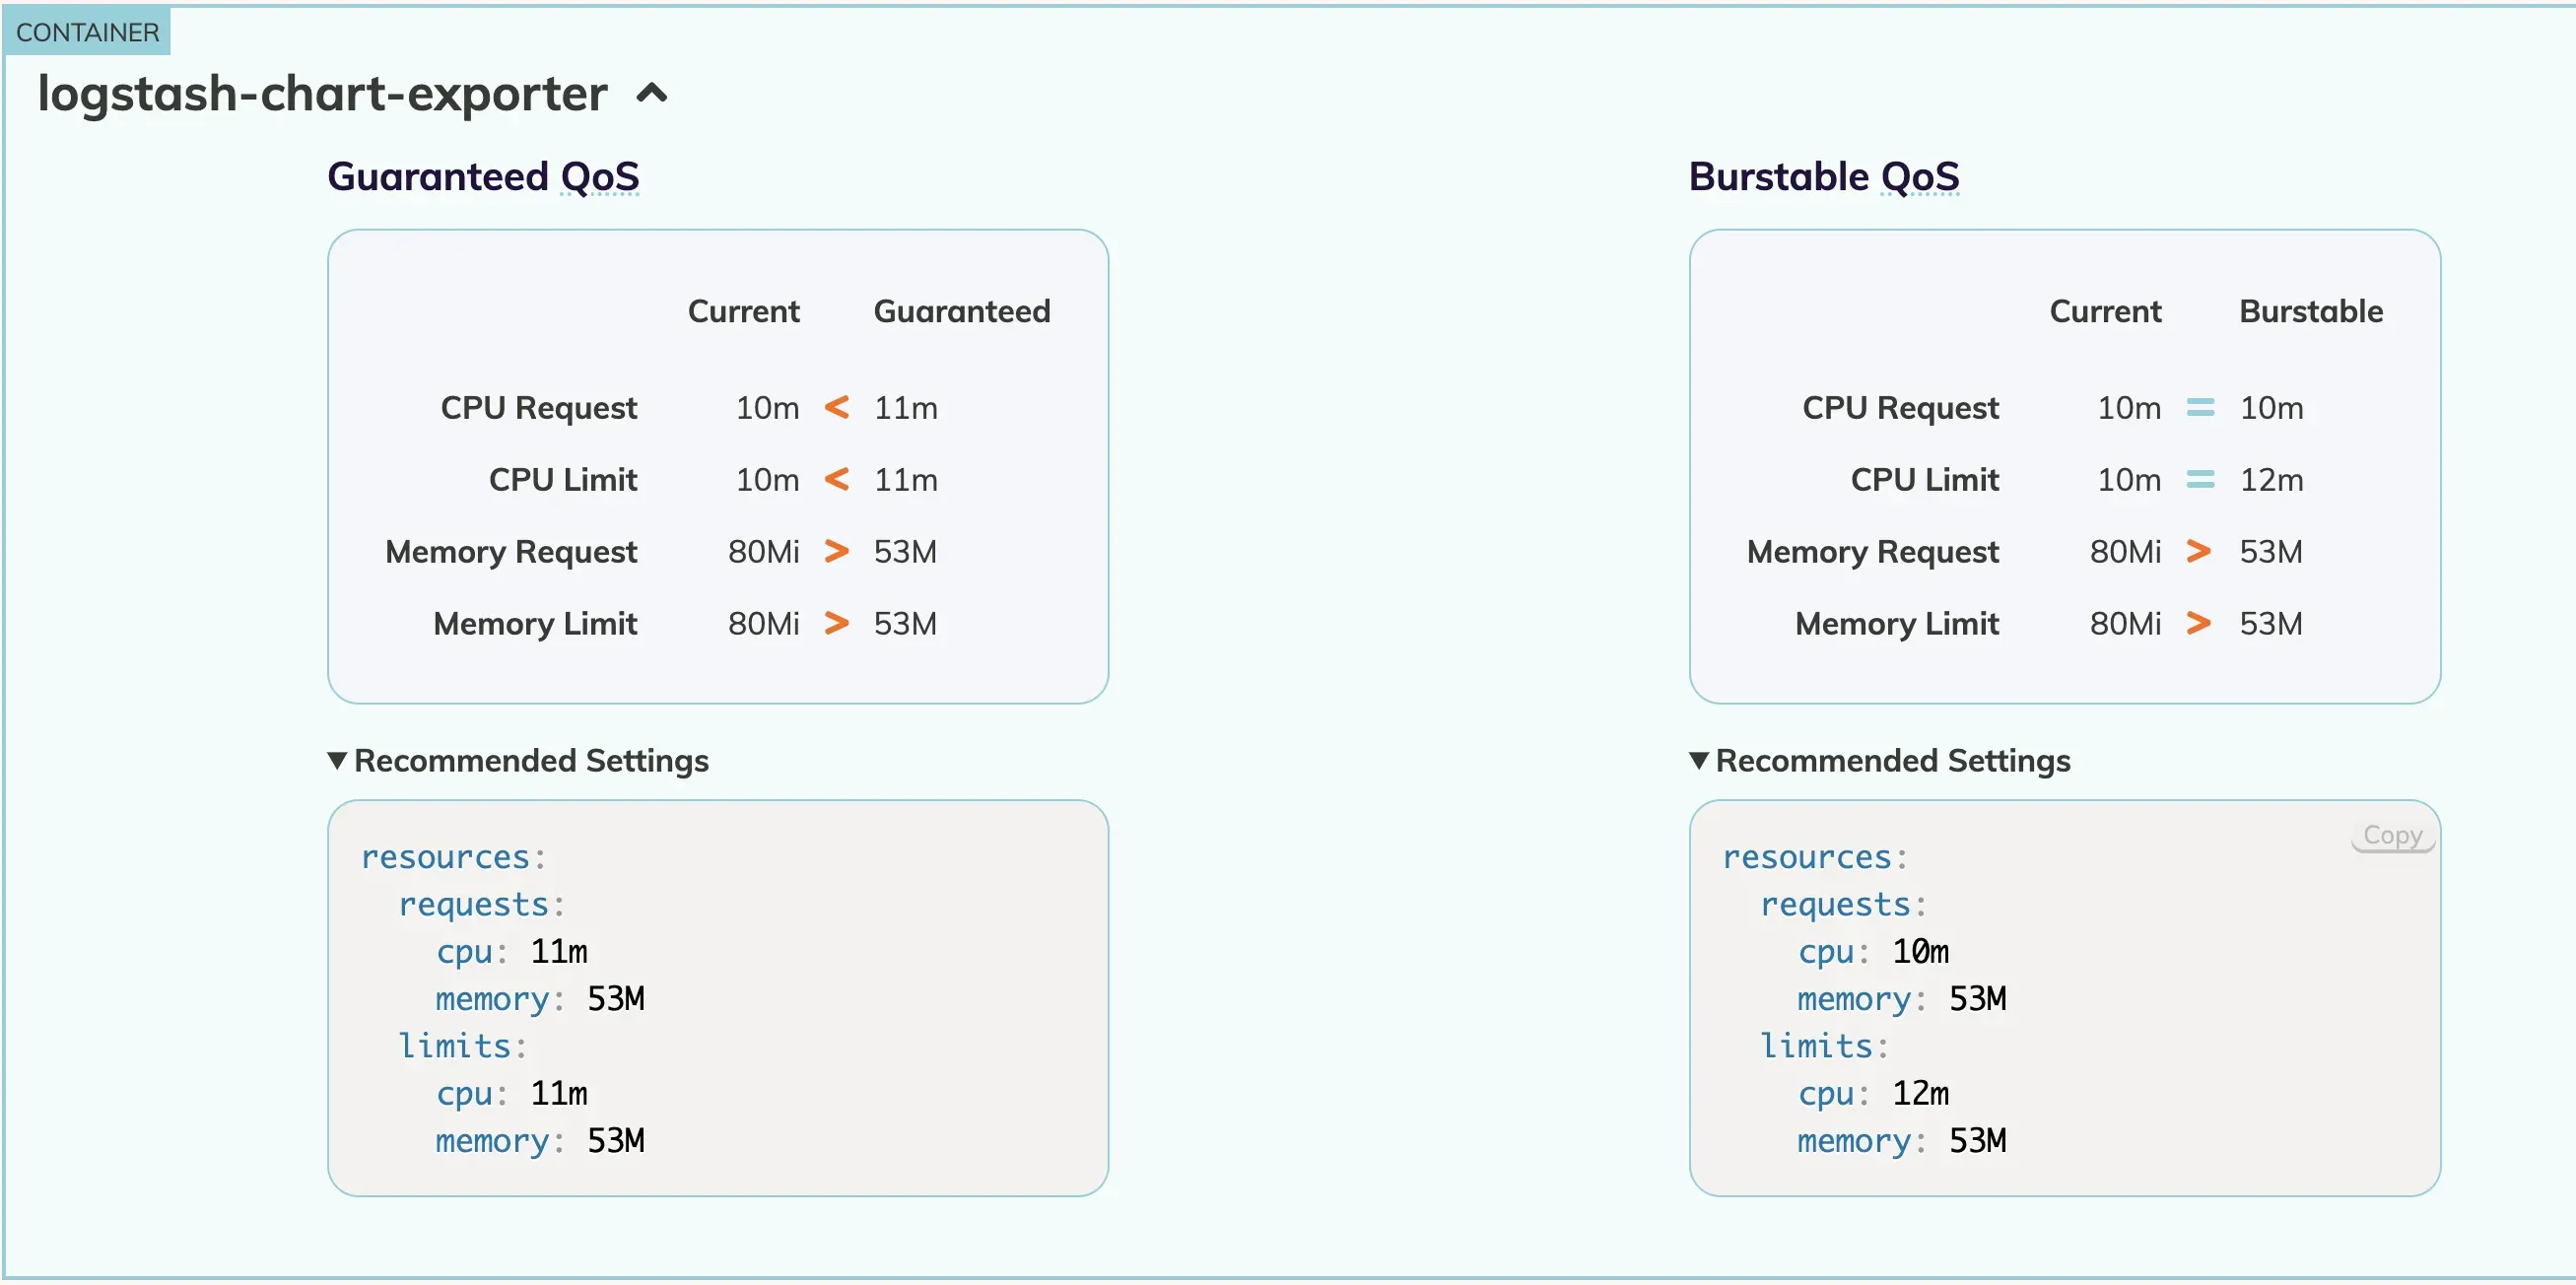 CONTAINER
logstash-chart-exporter
Guaranteed QoS
Current Guaranteed
CPU Request 10m < 11m
CPU Limit 10m < 11m
Memory Request 80Mi > 53M
Memory Limit 80Mi > 53M
▼ Recommended Settings
resources:
  requests:
    cpu: 11m
    memory: 53M
  limits:
    cpu: 11m
    memory: 53M
Burstable QoS
Current Burstable
CPU Request 10m = 10m
CPU Limit 10m = 12m
Memory Request 80Mi > 53M
Memory Limit 80Mi > 53M
▼ Recommended Settings
Copy
resources:
  requests:
    cpu: 10m
    memory: 53M
  limits:
    cpu: 12m
    memory: 53M